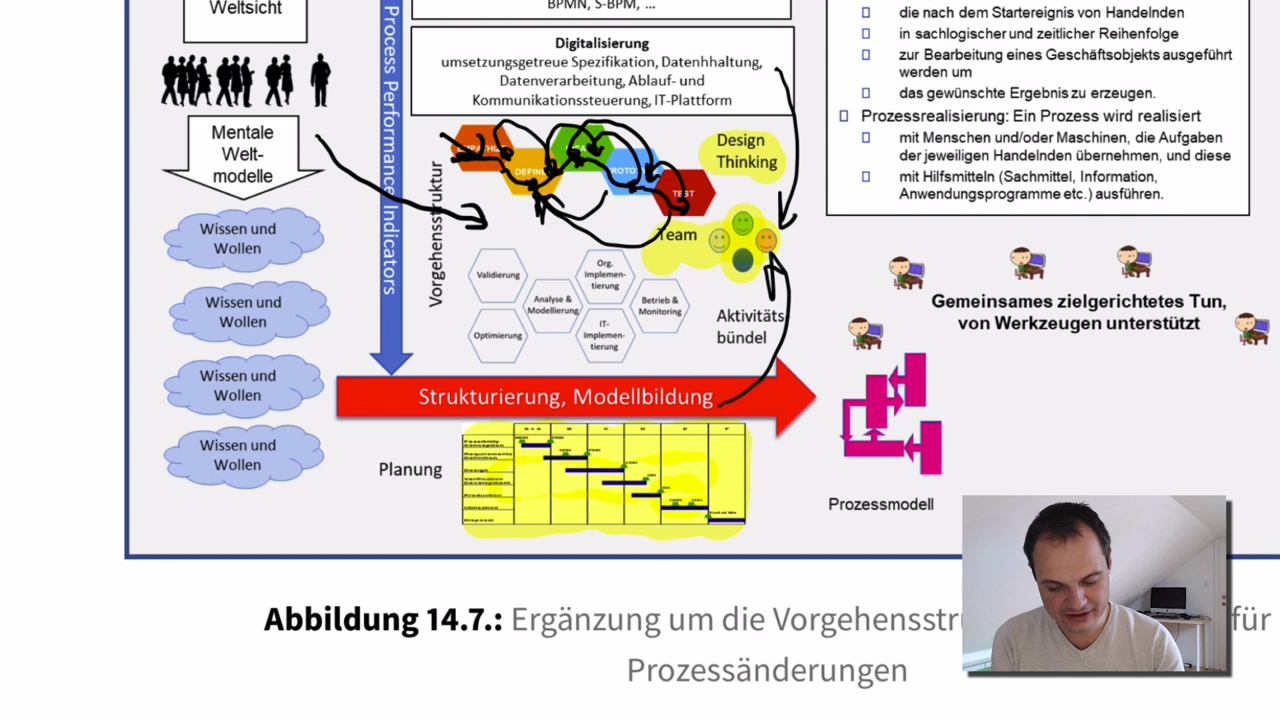 Weltsicht
Mentale
Welt-
modelle
Wissen und
Wollen
Wissen und
Wollen
Wissen und
Wollen
Wissen und
Wollen
Process Performance Indicators
BPMN, S-BPM, ...
Digitalisierung
umsetzungsgetreue Spezifikation, Datenhhaltung,
Datenverarbeitung, Ablauf- und
Kommunikationssteuerung, IT-Plattform
Vorgehensstruktur
DEFINE
TEST
Design
Thinking
Team
Validierung
Optimierung
Analyse &
Modellierung
Org.
Implemen-
tierung
IT-
Implemen-
tierung
Betrieb &
Monitoring
Aktivitäts
bündel
Strukturierung, Modellbildung
Planung
die nach dem Startereignis von Handelnden
in sachlogischer und zeitlicher Reihenfolge
zur Bearbeitung eines Geschäftsobjekts ausgeführt
werden um
das gewünschte Ergebnis zu erzeugen.
Prozessrealisierung: Ein Prozess wird realisiert
mit Menschen und/oder Maschinen, die Aufgaben
der jeweiligen Handelnden übernehmen, und diese
mit Hilfsmitteln (Sachmittel, Information,
Anwendungsprogramme etc.) ausführen.
Gemeinsames zielgerichtetes Tun,
von Werkzeugen unterstützt
Prozessmodell
Abbildung 14.7.: Ergänzung um die für
Prozessänderungen